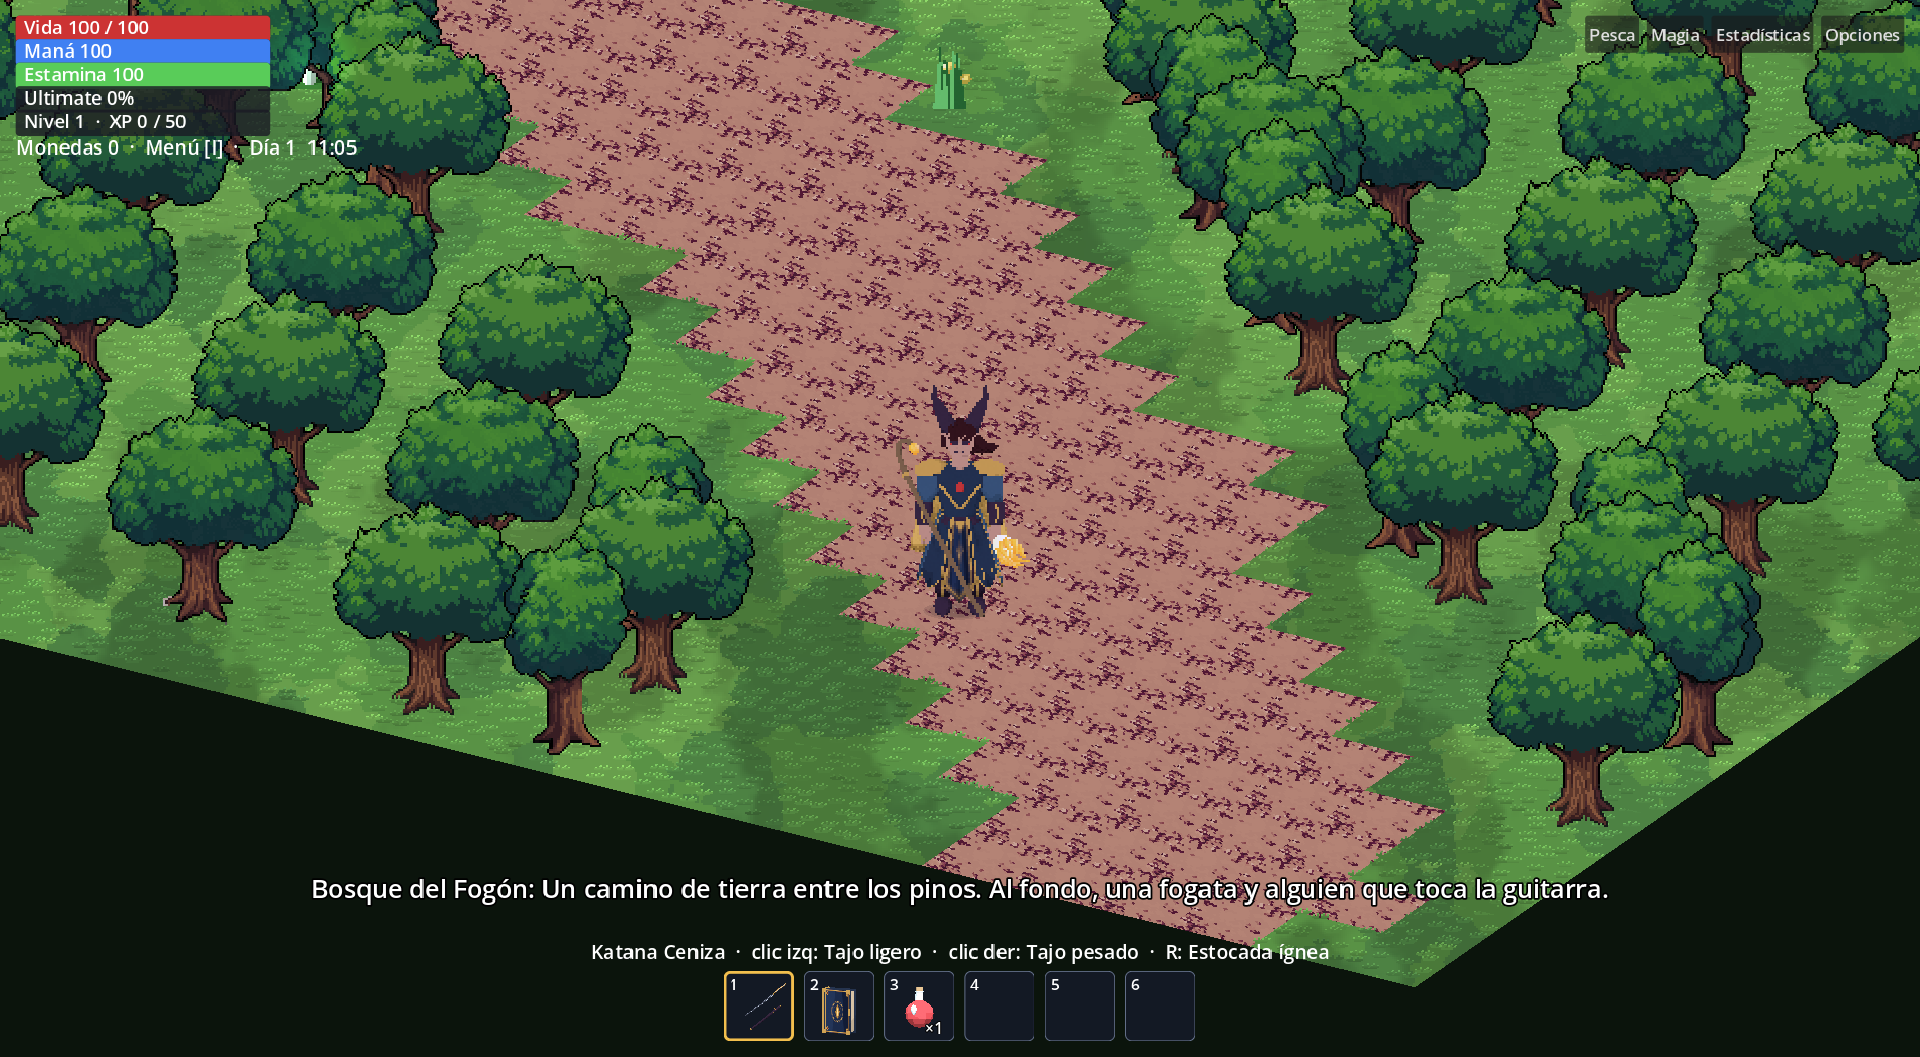 Vida 100 / 100
Maná 100
Estamina 100
Ultimate 0%
Nivel 1 · XP 0 / 50
Monedas 0 · Menú [I] · Día 1 11:05
Pesca Magia Estadísticas Opciones
Bosque del Fogón: Un camino de tierra entre los pinos. Al fondo, una fogata y alguien que toca la guitarra.
Katana Ceniza · clic izq: Tajo ligero · clic der: Tajo pesado · R: Estocada ígnea
1 2 3 4 5 6
×1